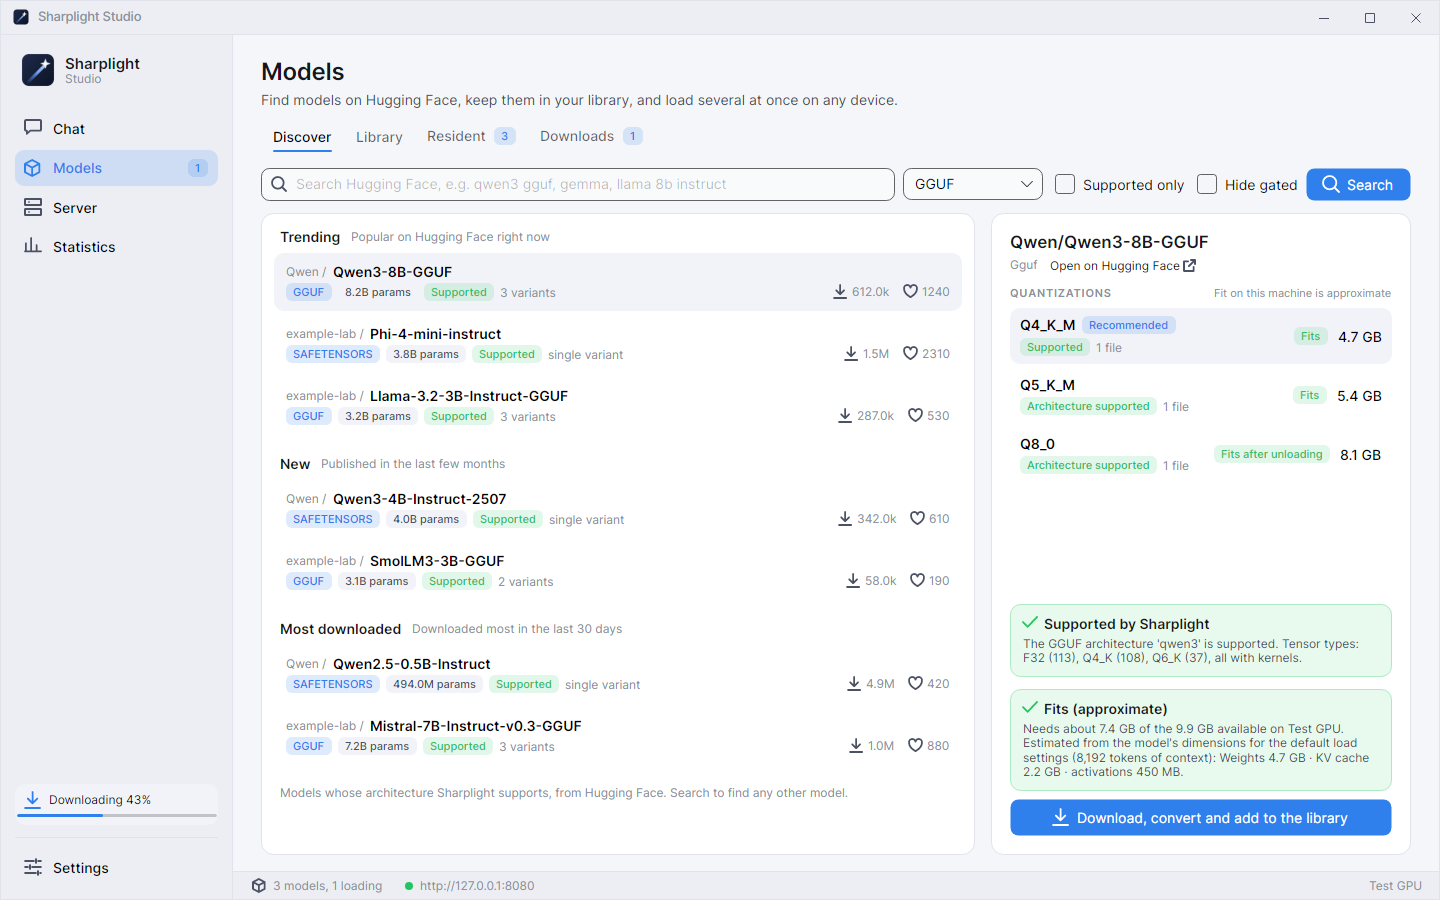 Sharplight Studio
Sharplight
Studio
Chat
Models 1
Server
Statistics
Downloading 43%
Settings
Models
Find models on Hugging Face, keep them in your library, and load several at once on any device.
Discover Library Resident 3 Downloads 1
Search Hugging Face, e.g. qwen3 gguf, gemma, llama 8b instruct GGUF Supported only Hide gated Search
Trending Popular on Hugging Face right now
Qwen / Qwen3-8B-GGUF
GGUF 8.2B params Supported 3 variants 612.0k 1240
example-lab / Phi-4-mini-instruct
SAFETENSORS 3.8B params Supported single variant 1.5M 2310
example-lab / Llama-3.2-3B-Instruct-GGUF
GGUF 3.2B params Supported 3 variants 287.0k 530
New Published in the last few months
Qwen / Qwen3-4B-Instruct-2507
SAFETENSORS 4.0B params Supported single variant 342.0k 610
example-lab / SmolLM3-3B-GGUF
GGUF 3.1B params Supported 2 variants 58.0k 190
Most downloaded Downloaded most in the last 30 days
Qwen / Qwen2.5-0.5B-Instruct
SAFETENSORS 494.0M params Supported single variant 4.9M 420
example-lab / Mistral-7B-Instruct-v0.3-GGUF
GGUF 7.2B params Supported 3 variants 1.0M 880
Models whose architecture Sharplight supports, from Hugging Face. Search to find any other model.
Qwen/Qwen3-8B-GGUF
Gguf Open on Hugging Face
QUANTIZATIONS Fit on this machine is approximate
Q4_K_M Recommended
Supported 1 file Fits 4.7 GB
Q5_K_M
Architecture supported 1 file Fits 5.4 GB
Q8_0
Architecture supported 1 file Fits after unloading 8.1 GB
Supported by Sharplight
The GGUF architecture 'qwen3' is supported. Tensor types:
F32 (113), Q4_K (108), Q6_K (37), all with kernels.
Fits (approximate)
Needs about 7.4 GB of the 9.9 GB available on Test GPU.
Estimated from the model's dimensions for the default load
settings (8,192 tokens of context): Weights 4.7 GB · KV cache
2.2 GB · activations 450 MB.
Download, convert and add to the library
3 models, 1 loading http://127.0.0.1:8080 Test GPU